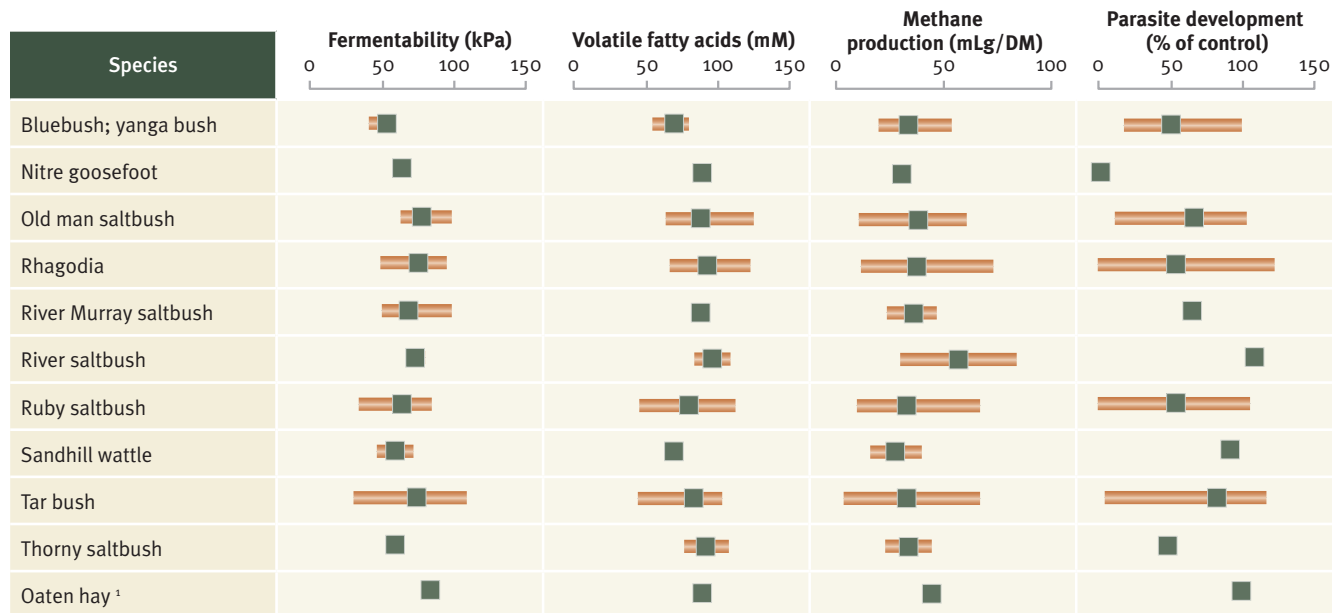 Species
Fermentability (kPa)
0 50 100 150
Volatile fatty acids (mM)
0 50 100 150
Methane
production (mLg/DM)
0 50 100
Parasite development
(% of control)
0 50 100 150
Bluebush; yanga bush
Nitre goosefoot
Old man saltbush
Rhagodia
River Murray saltbush
River saltbush
Ruby saltbush
Sandhill wattle
Tar bush
Thorny saltbush
Oaten hay ¹